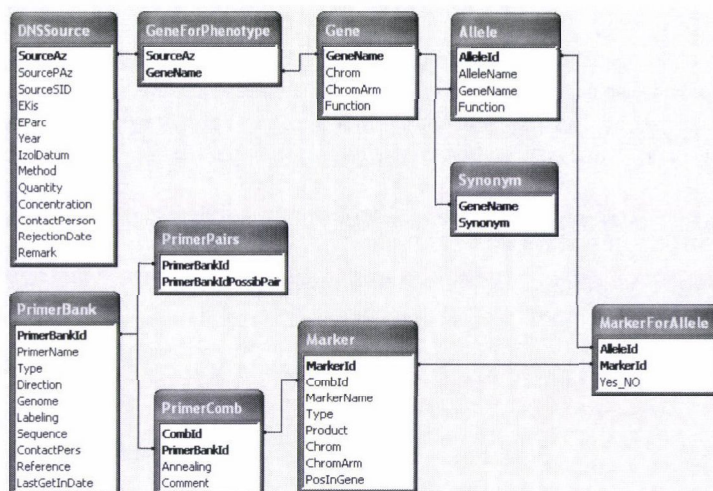 DNSSource
SourceAz
SourcePAz
SourceSID
EKis
EParc
Year
IzolDatum
Method
Quantity
Concentration
ContactPerson
RejectionDate
Remark
GeneForPhenotype
SourceAz
GeneName
Gene
GeneName
Chrom
ChromArm
Function
Allele
AlleleId
AlleleName
GeneName
Function
Synonym
GeneName
Synonym
PrimerPairs
PrimerBankId
PrimerBankIdPossibPair
PrimerBank
PrimerBankId
PrimerName
Type
Direction
Genome
Labeling
Sequence
ContactPers
Reference
LastGetInDate
PrimerComb
CombId
PrimerBankId
Annealing
Comment
Marker
MarkerId
CombId
MarkerName
Type
Product
Chrom
ChromArm
PosInGene
MarkerForAllele
AlleleId
MarkerId
Yes_NO